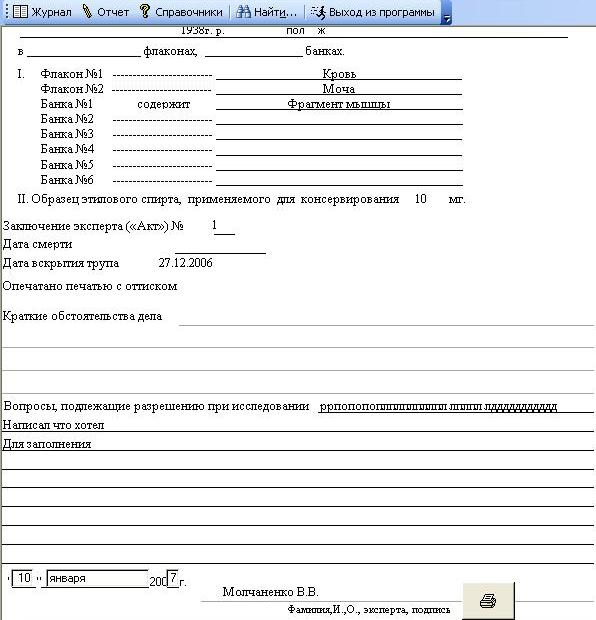 Журнал Отчет Справочники Найти... Выход из программы
1938г. р. пол ж
в флаконах, банках.
I. Флакон №1 ------------------------- Кровь
Флакон №2 ------------------------- Моча
Банка №1 содержит Фрагмент мышцы
Банка №2 -------------------------
Банка №3 -------------------------
Банка №4 -------------------------
Банка №5 -------------------------
Банка №6 -------------------------
II. Образец этилового спирта, применяемого для консервирования 10 мг.
Заключение эксперта («Акт») № 1
Дата смерти
Дата вскрытия трупа 27.12.2006
Опечатано печатью с оттиском
Краткие обстоятельства дела
Вопросы, подлежащие разрешению при исследовании
Написал что хотел
Для заполнения
" 10 " января 200 7 г.
Молчаненко В.В.
Фамилия,И.,О., эксперта, подпись